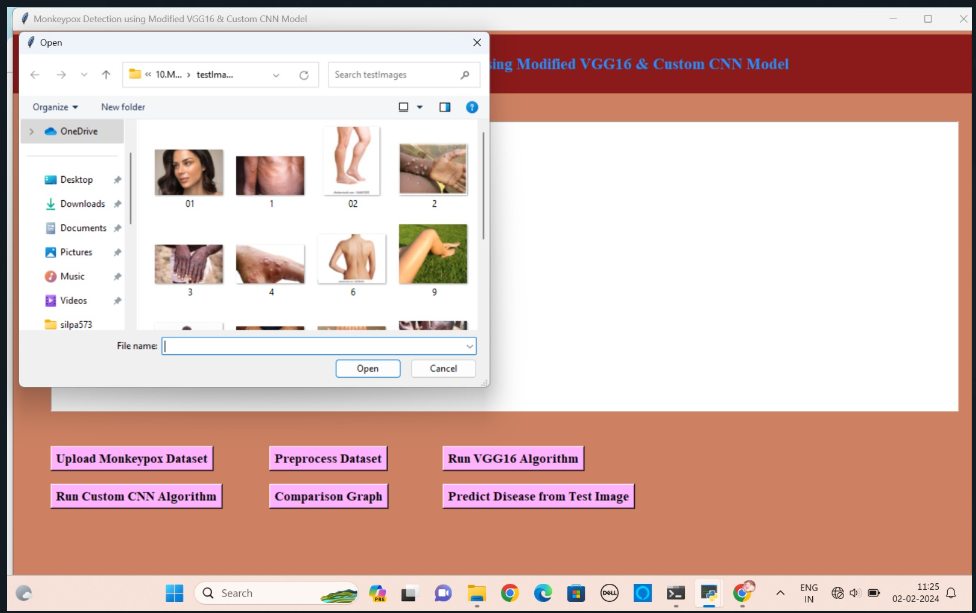 Monkeypox Detection using Modified VGG16 & Custom CNN Model
Open
ing Modified VGG16 & Custom CNN Model
« 10.M... › testIma...
Search testImages
Organize
New folder
OneDrive
Desktop
Downloads
Documents
Pictures
Music
Videos
silpa573
01
1
02
2
3
4
6
9
File name:
Open
Cancel
Upload Monkeypox Dataset
Preprocess Dataset
Run VGG16 Algorithm
Run Custom CNN Algorithm
Comparison Graph
Predict Disease from Test Image
Search
PRE
DELL
ENG
IN
11:25
02-02-2024